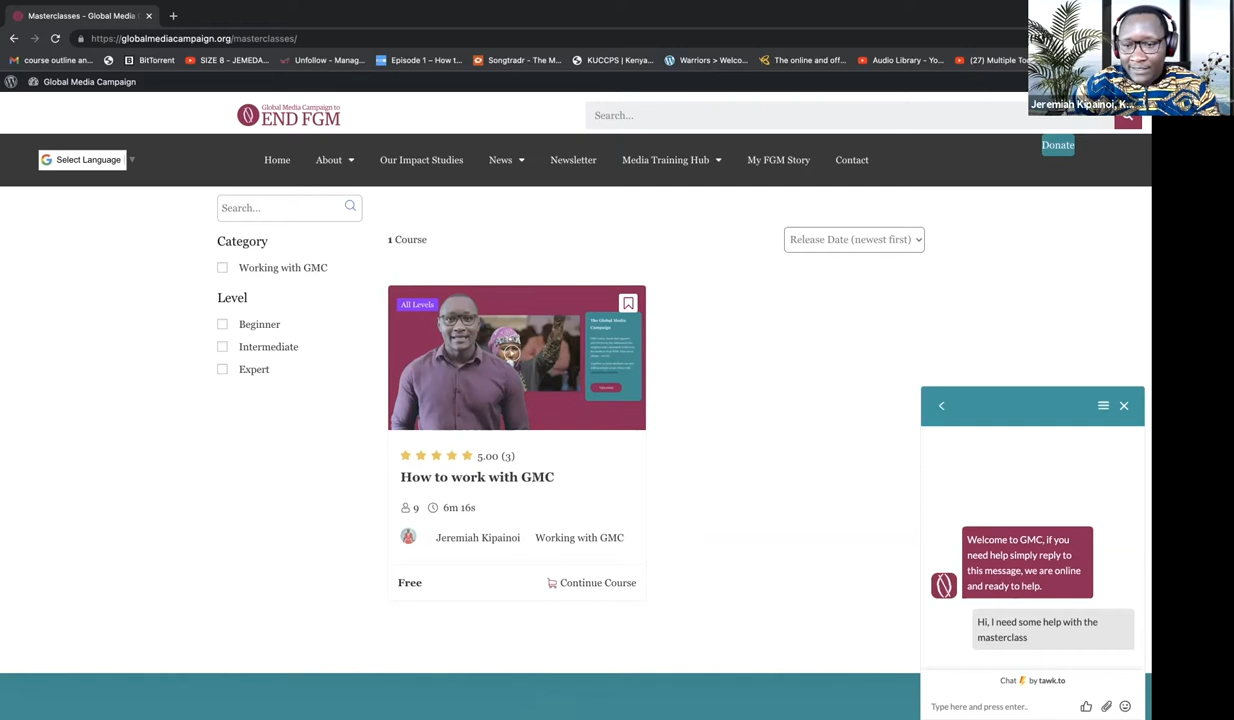 Masterclasses - Global Media
https://globalmediacampaign.org/masterclasses/
course outline an...
BitTorrent
SIZE 8 - JEMEDA...
Unfollow - Manag...
Episode 1 – How t...
Songtradr - The M...
KUCCPS | Kenya...
Warriors > Welco...
The online and off...
Audio Library - Yo...
(27) Multiple
Jeremiah Kipainoi, K...
Global Media Campaign
Global Media Campaign to
END FGM
Search...
Donate
Select Language
Home
About
Our Impact Studies
News
Newsletter
Media Training Hub
My FGM Story
Contact
Search...
Category
Working with GMC
Level
Beginner
Intermediate
Expert
1 Course
Release Date (newest first)
All Levels
The Global Media
Campaign
5.00 (3)
How to work with GMC
9
6m 16s
Jeremiah Kipainoi
Working with GMC
Free
Continue Course
Welcome to GMC, if you
need help simply reply to
this message, we are online
and ready to help.
Hi, I need some help with the
masterclass
Chat by tawk.to
Type here and press enter..